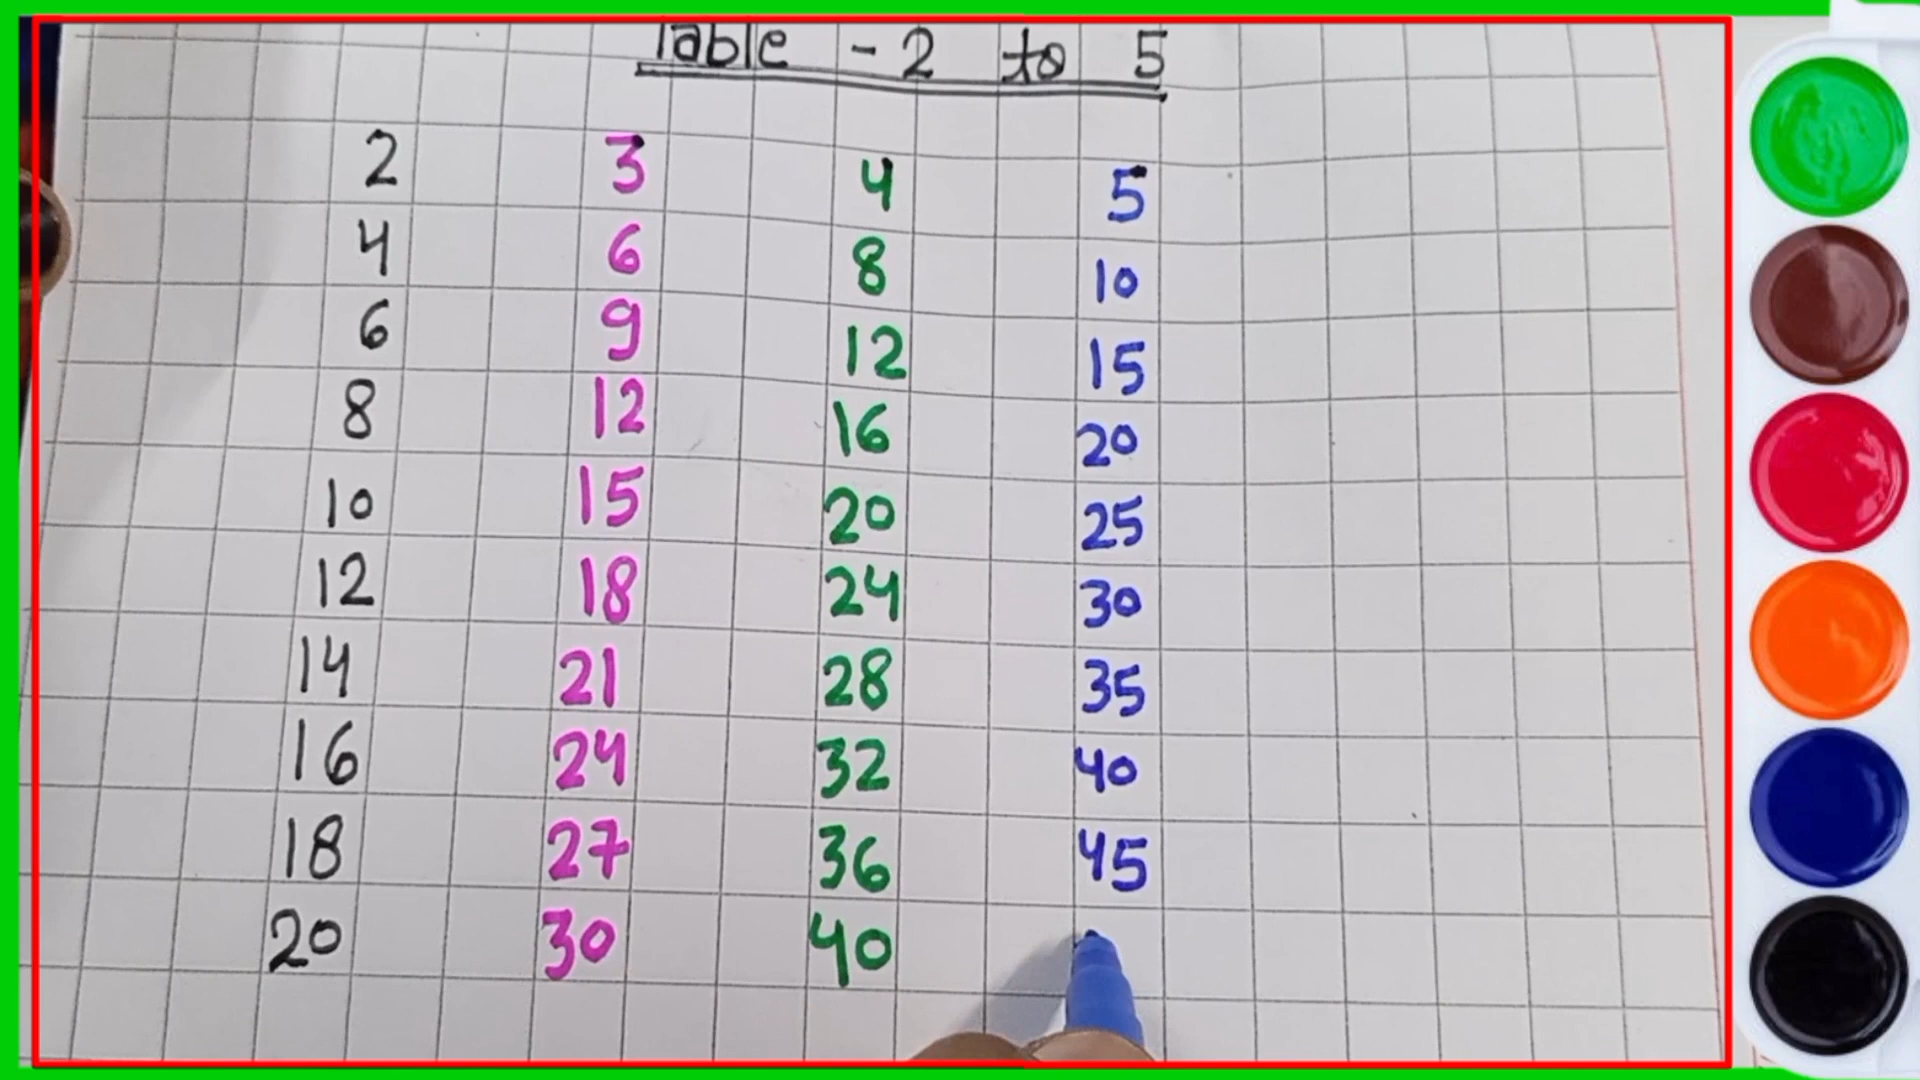 Table - 2 to 5
2 3 4 5
4 6 8 10
6 9 12 15
8 12 16 20
10 15 20 25
12 18 24 30
14 21 28 35
16 24 32 40
18 27 36 45
20 30 40